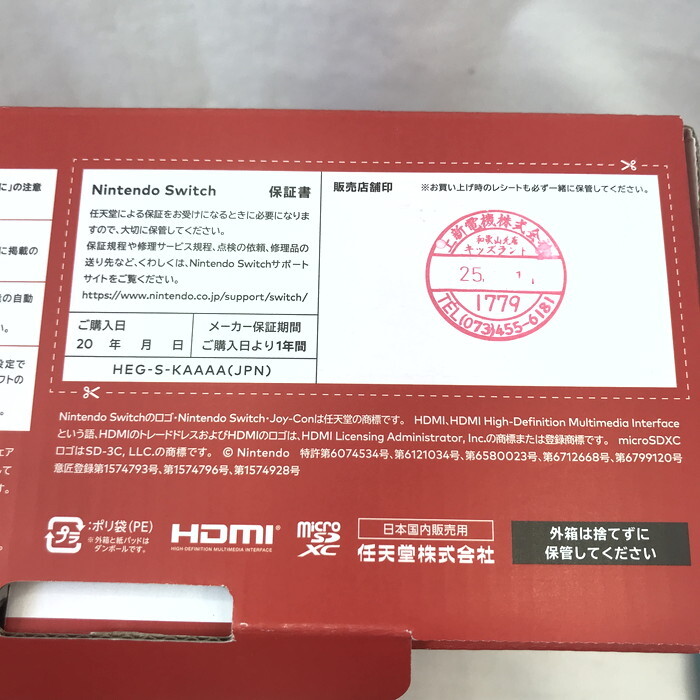 に」の注意
に掲載の
の自動
い。
設定で
フトの
ェア
して
す。
Nintendo Switch 保証書
任天堂による保証をお受けになるときに必要になりま
すので、大切に保管してください。
保証規程や修理サービス規程、点検の依頼、修理品の
送り先など、くわしくは、Nintendo Switchサポート
サイトをご覧ください。
https://www.nintendo.co.jp/support/switch/
ご購入日
20 年 月 日
メーカー保証期間
ご購入日より1年間
HEG-S-KAAAA(JPN)
販売店舗印 ※お買い上げ時のレシートも必ず一緒に保管してください。
上新電機株式会
和歌山北店
キッズランド
25. 1.
1779
TEL(073)455-6181
Nintendo Switchのロゴ・Nintendo Switch・Joy-Conは任天堂の商標です。 HDMI、HDMI High-Definition Multimedia Interface
という語、HDMIのトレードドレスおよびHDMIのロゴは、HDMI Licensing Administrator, Inc.の商標または登録商標です。 microSDXC
ロゴはSD-3C, LLC.の商標です。 © Nintendo 特許第6074534号、第6121034号、第6580023号、第6712668号、第6799120号
意匠登録第1574793号、第1574796号、第1574928号
プラ
:ポリ袋(PE)
※外箱と紙パッドは
ダンボールです。
HDMI
HIGH-DEFINITION MULTIMEDIA INTERFACE
micro
SD
XC
日本国内販売用
任天堂株式会社
外箱は捨てずに
保管してください